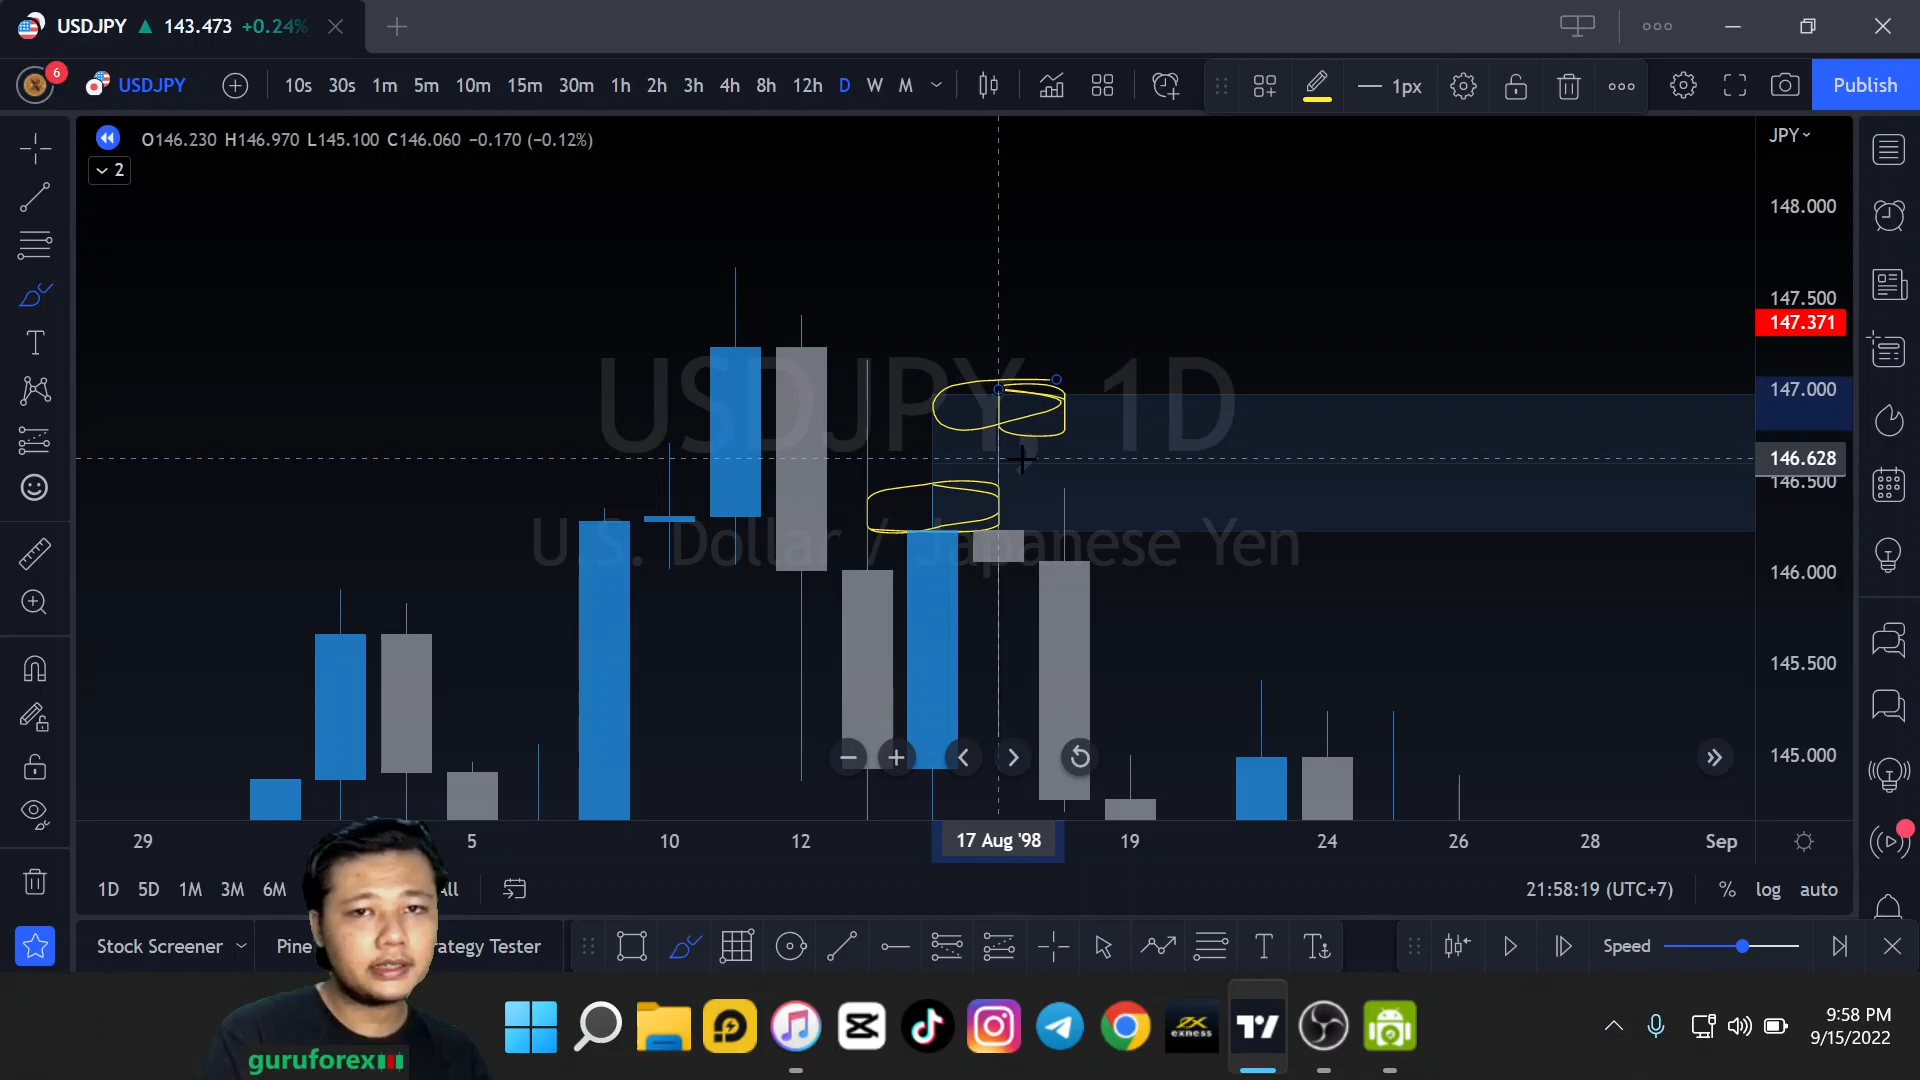 USDJPY ▲ 143.473 +0.24%
6
USDJPY 10s 30s 1m 5m 10m 15m 30m 1h 2h 3h 4h 8h 12h D W M 1px Publish
O146.230 H146.970 L145.100 C146.060 −0.170 (−0.12%)
2
JPY
148.000
147.500
147.371
147.000
146.628
146.500
146.000
145.500
145.000
USDJPY, 1D
U.S. Dollar / Japanese Yen
29 5 10 12 17 Aug '98 19 24 26 28 Sep
1D 5D 1M 3M 6M All 21:58:19 (UTC+7) % log auto
Stock Screener Pine rategy Tester Speed
exness
9:58 PM
9/15/2022
guruforex